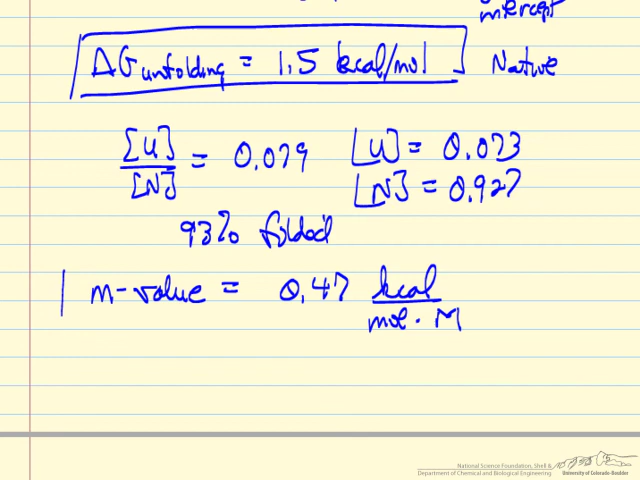 intercept
ΔG unfolding = 1.5 kcal/mol Native
[U]/[N] = 0.079 [U] = 0.073
[N] = 0.927
93% folded
m-value = 0.47 kcal/mol · M
National Science Foundation, Shell &
Department of Chemical and Biological Engineering
University of Colorado-Boulder